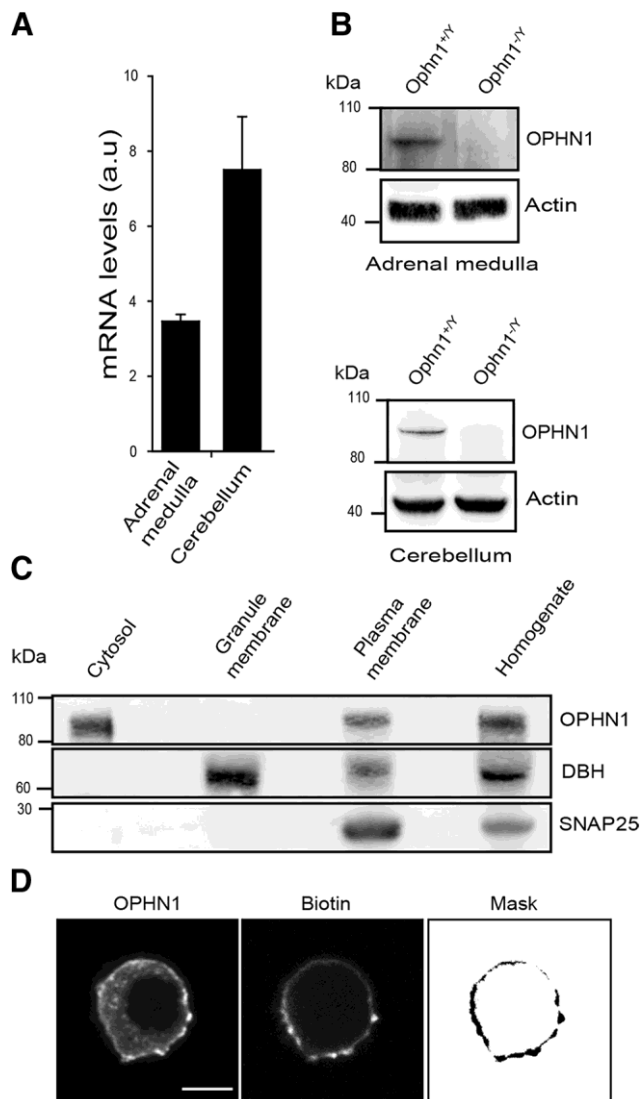 A
mRNA levels (a.u)
10
8
6
4
2
0
Adrenal
medulla
Cerebellum
B
kDa
Ophn1+/Y
Ophn1-/Y
110
80
OPHN1
40
Actin
Adrenal medulla
kDa
Ophn1+/Y
Ophn1-/Y
110
80
OPHN1
40
Actin
Cerebellum
C
kDa
Cytosol
Granule
membrane
Plasma
membrane
Homogenate
110
80
OPHN1
60
DBH
30
SNAP25
D
OPHN1
Biotin
Mask